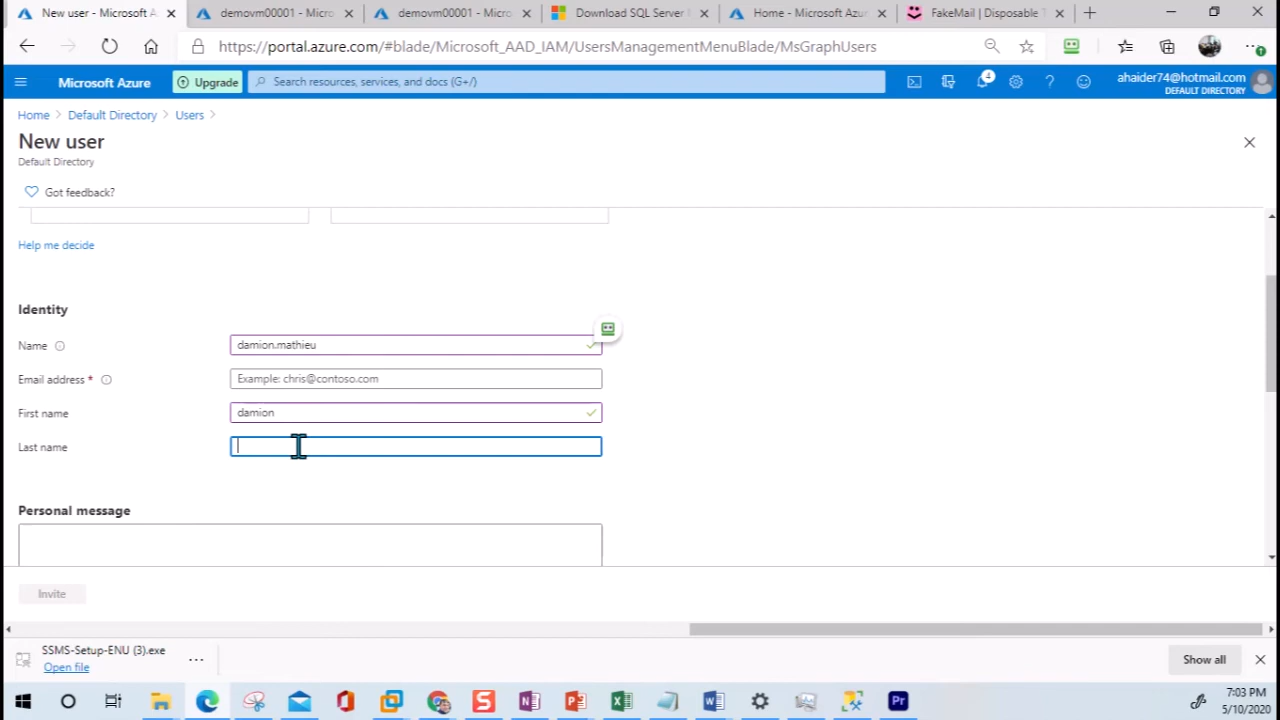 New user - Microsoft A
demovm00001 - Micro
demovm00001 - Micro
Download SQL Server
Home - Microsoft Azur
FakeMail | Disposable T
https://portal.azure.com/#blade/Microsoft_AAD_IAM/UsersManagementMenuBlade/MsGraphUsers
Microsoft Azure
Upgrade
Search resources, services, and docs (G+/)
4
ahaider74@hotmail.com
DEFAULT DIRECTORY
Home > Default Directory > Users >
New user
Default Directory
Got feedback?
Help me decide
Identity
Name damion.mathieu
Email address * Example: chris@contoso.com
First name damion
Last name
Personal message
Invite
SSMS-Setup-ENU (3).exe
Open file
Show all
7:03 PM
5/10/2020